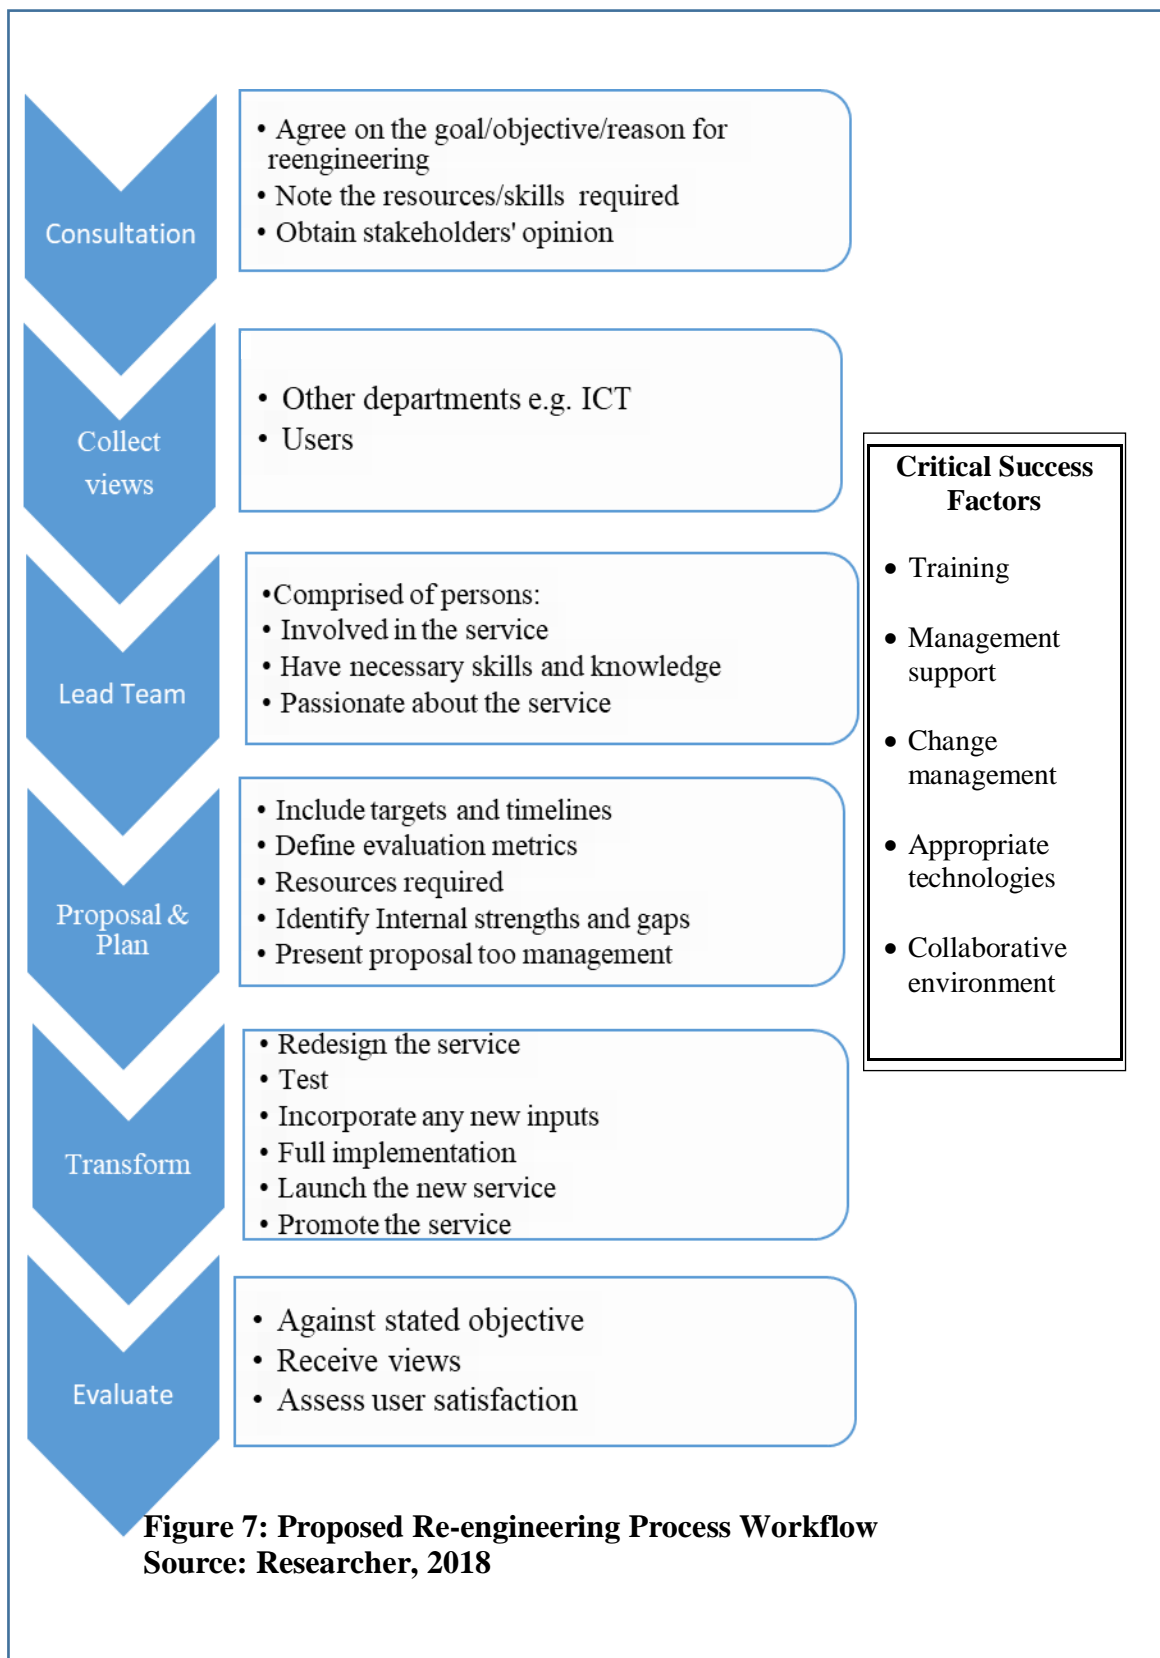 Consultation
• Agree on the goal/objective/reason for
reengineering
• Note the resources/skills required
• Obtain stakeholders' opinion
Collect
views
• Other departments e.g. ICT
• Users
Lead Team
•Comprised of persons:
• Involved in the service
• Have necessary skills and knowledge
• Passionate about the service
Proposal &
Plan
• Include targets and timelines
• Define evaluation metrics
• Resources required
• Identify Internal strengths and gaps
• Present proposal too management
Transform
• Redesign the service
• Test
• Incorporate any new inputs
• Full implementation
• Launch the new service
• Promote the service
Evaluate
• Against stated objective
• Receive views
• Assess user satisfaction
Critical Success
Factors
• Training
• Management
support
• Change
management
• Appropriate
technologies
• Collaborative
environment
Figure 7: Proposed Re-engineering Process Workflow
Source: Researcher, 2018